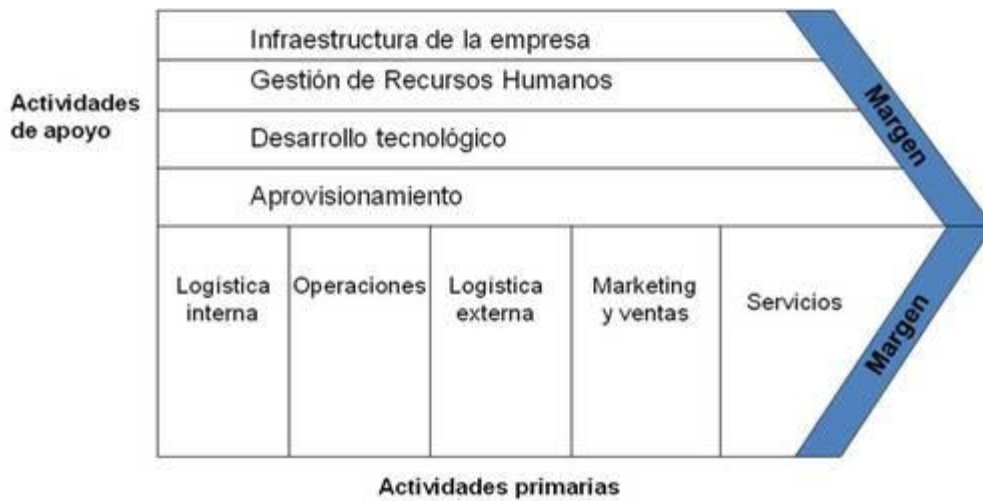 Infraestructura de la empresa
Gestión de Recursos Humanos
Actividades
de apoyo
Desarrollo tecnológico
Aprovisionamiento
Margen
Logística
interna
Operaciones
Logística
externa
Marketing
y ventas
Servicios
Margen
Actividades primarias